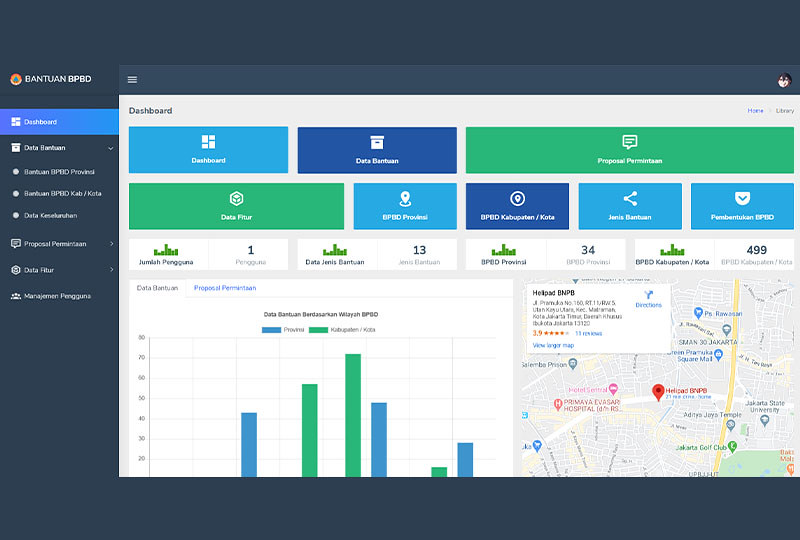 BANTUAN BPBD
Dashboard
Data Bantuan
Bantuan BPBD Provinsi
Bantuan BPBD Kab / Kota
Data Keseluruhan
Proposal Permintaan
Data Fitur
Manajemen Pengguna
Dashboard
Home
Library
Dashboard
Data Bantuan
Proposal Permintaan
Data Fitur
BPBD Provinsi
BPBD Kabupaten / Kota
Jenis Bantuan
Pembentukan BPBD
Jumlah Pengguna
1
Pengguna
Data Jenis Bantuan
13
Jenis Bantuan
BPBD Provinsi
34
BPBD Provinsi
BPBD Kabupaten / Kota
499
BPBD Kabupaten / Kota
Data Bantuan
Proposal Permintaan
Data Bantuan Berdasarkan Wilayah BPBD
Provinsi
Kabupaten / Kota
80
70
60
50
40
30
20
Helipad BNPB
Jl. Pramuka No.160, RT.11/RW.5,
Utan Kayu Utara, Kec. Matraman,
Kota Jakarta Timur, Daerah Khusus
Ibukota Jakarta 13120
3.9
11 reviews
View larger map
Directions
Ps. Rawasan
SMAN 30 JAKARTA
Green Pramuka
Square Mall
Salemba Prison
Hotel Sentral
PRIMAYA EVASARI
HOSPITAL (d/h RS...
Helipad BNPB
Aditya Jaya Temple
Jakarta State
University
Jakarta Golf Club